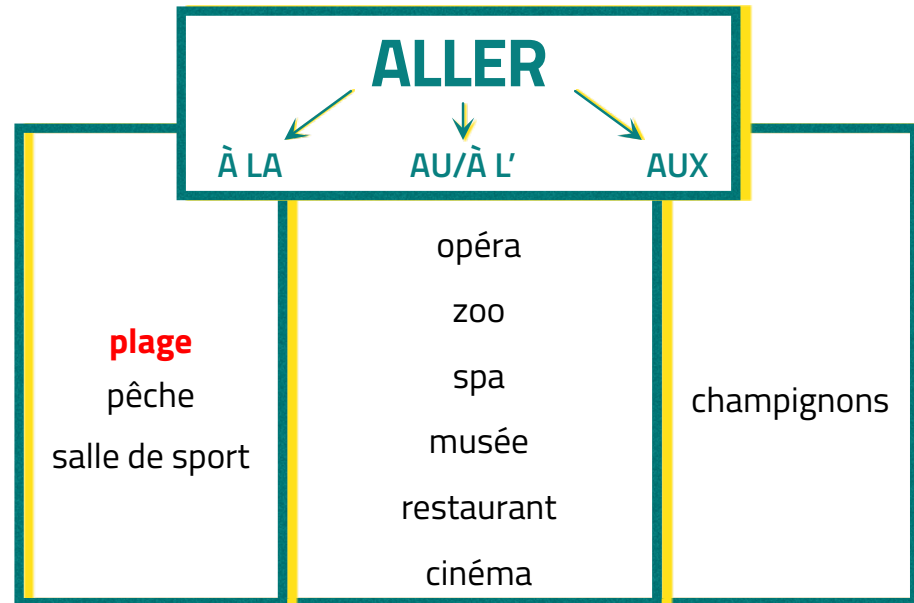 ALLER
À LA
AU/À L’
AUX
plage
pêche
salle de sport
opéra
zoo
spa
musée
restaurant
cinéma
champignons